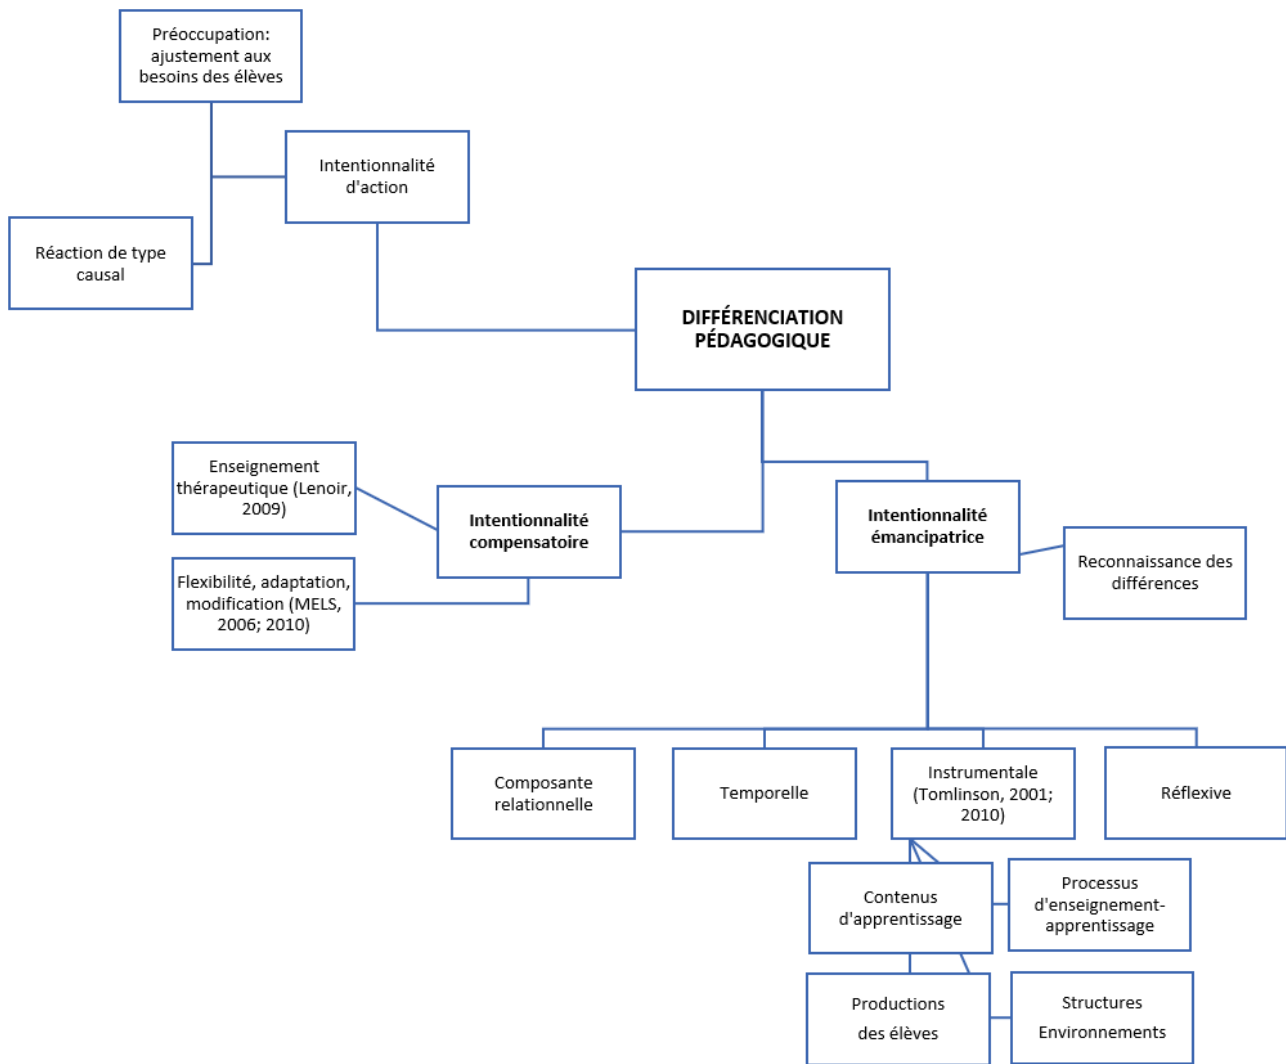 Préoccupation:
ajustement aux
besoins des élèves
Intentionnalité
d'action
Réaction de type
causal
DIFFÉRENCIATION
PÉDAGOGIQUE
Enseignement
thérapeutique (Lenoir,
2009)
Intentionnalité
compensatoire
Flexibilité, adaptation,
modification (MELS,
2006; 2010)
Intentionnalité
émancipatrice
Reconnaissance des
différences
Composante
relationnelle
Temporelle
Instrumentale
(Tomlinson, 2001;
2010)
Réflexive
Contenus
d'apprentissage
Processus
d'enseignement-
apprentissage
Productions
des élèves
Structures
Environnements